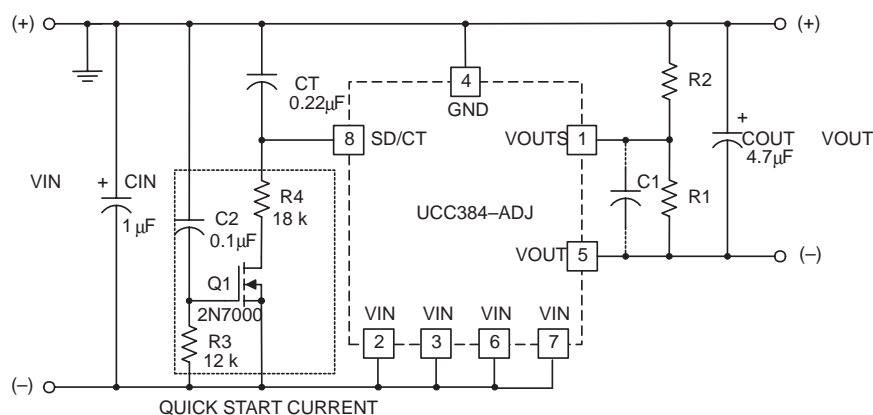 (+)
(+)
CT
0.22µF
4
GND
R2
+
8
SD/CT
VOUTS
1
COUT
4.7µF
VOUT
VIN
+
CIN
1 µF
R4
18 k
C1
R1
C2
0.1µF
UCC384–ADJ
VOUT
5
(–)
Q1
2N7000
VIN
VIN
VIN
VIN
2
3
6
7
R3
12 k
(–)
QUICK START CURRENT